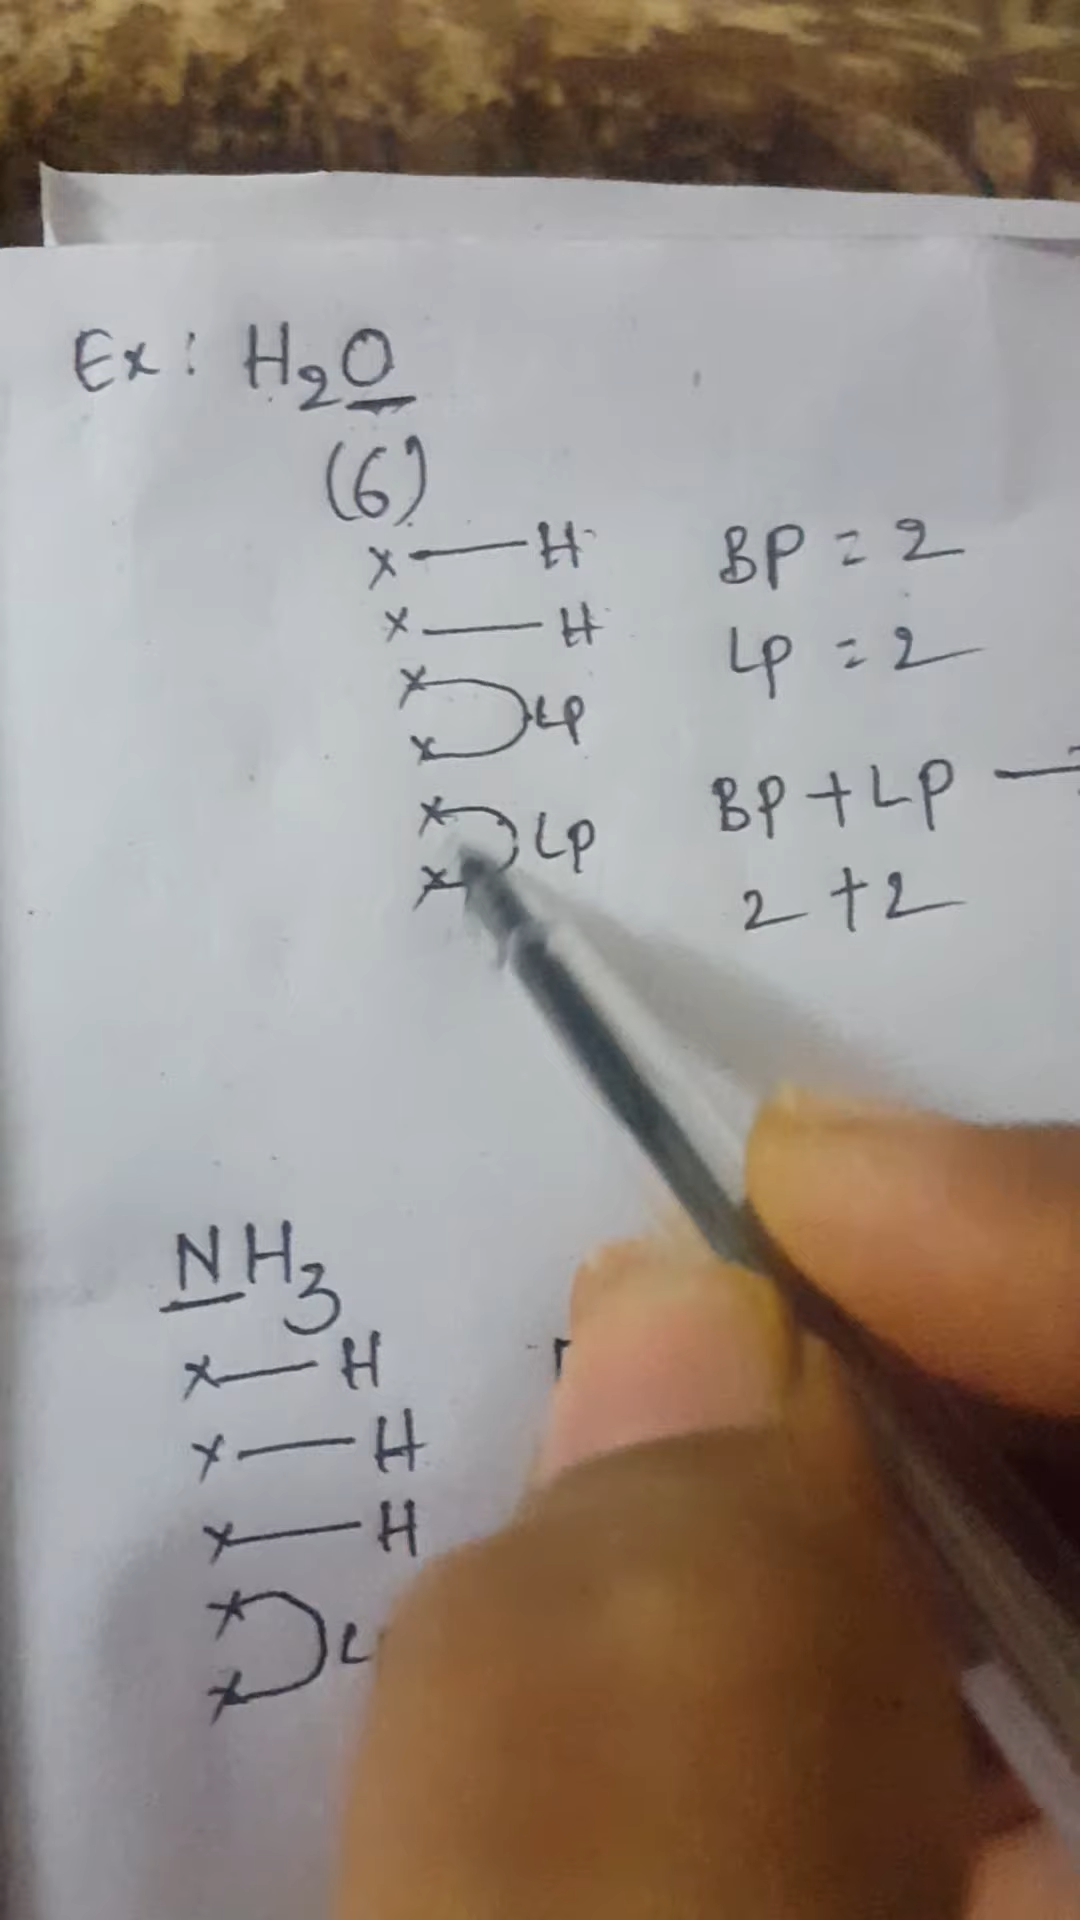 Ex: H2O
(6)
x — H
x — H
x
x LP
x
x LP
BP = 2
LP = 2
BP + LP →
2 + 2
NH3
x — H
x — H
x — H
x
x L